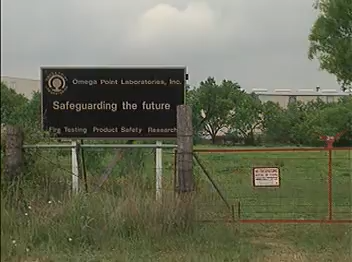 Omega Point Laboratories, Inc.
Safeguarding the future
Fire Testing Product Safety Research